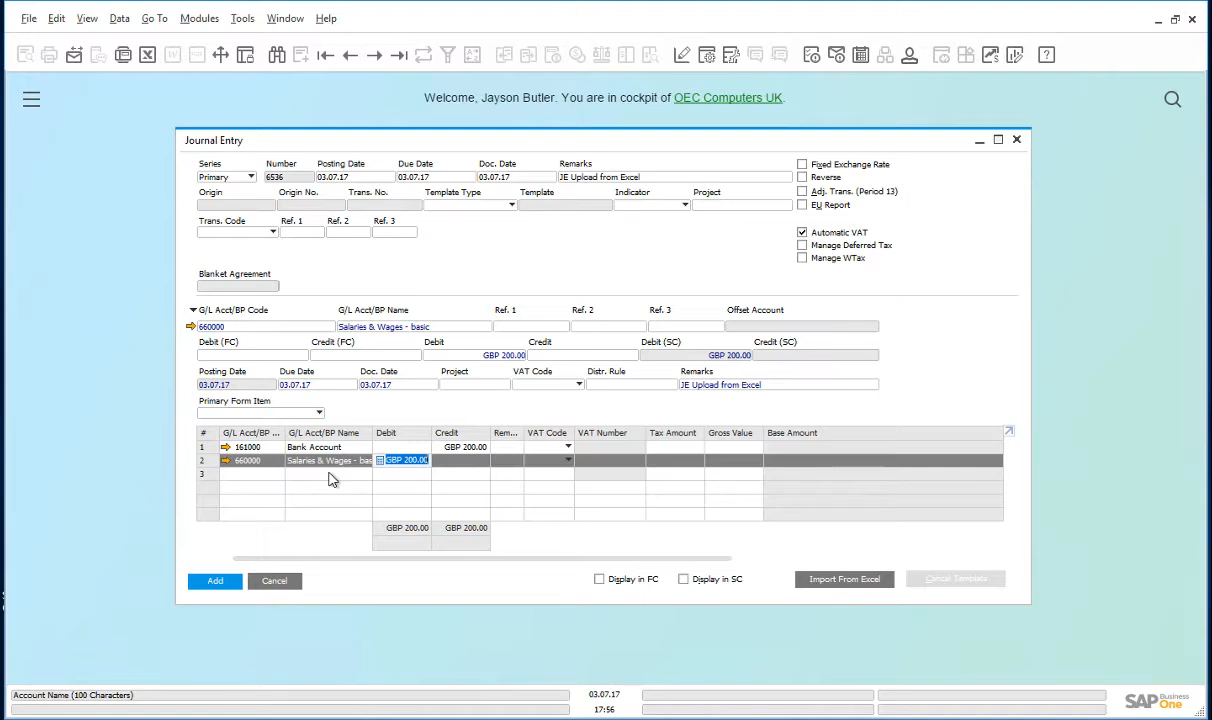 File Edit View Data Go To Modules Tools Window Help
Welcome, Jayson Butler. You are in cockpit of OEC Computers UK.
Journal Entry
Series Number Posting Date Due Date Doc. Date Remarks
Primary 6536 03.07.17 03.07.17 03.07.17 JE Upload from Excel
Origin Origin No. Trans. No. Template Type Template Indicator Project
Trans. Code Ref. 1 Ref. 2 Ref. 3
Fixed Exchange Rate
Reverse
Adj. Trans. (Period 13)
EU Report
Automatic VAT
Manage Deferred Tax
Manage WTax
Blanket Agreement
G/L Acct/BP Code G/L Acct/BP Name Ref. 1 Ref. 2 Ref. 3 Offset Account
660000 Salaries & Wages - basic
Debit (FC) Credit (FC) Debit Credit Debit (SC) Credit (SC)
GBP 200.00 GBP 200.00
Posting Date Due Date Doc. Date Project VAT Code Distr. Rule Remarks
03.07.17 03.07.17 03.07.17 JE Upload from Excel
Primary Form Item
# G/L Acct/BP ... G/L Acct/BP Name Debit Credit Rem... VAT Code VAT Number Tax Amount Gross Value Base Amount
1 161000 Bank Account GBP 200.00
2 660000 Salaries & Wages - bas GBP 200.00
3
GBP 200.00 GBP 200.00
Add Cancel Display in FC Display in SC Import From Excel Cancel Template
Account Name (100 Characters) 03.07.17
17:56
SAP Business One